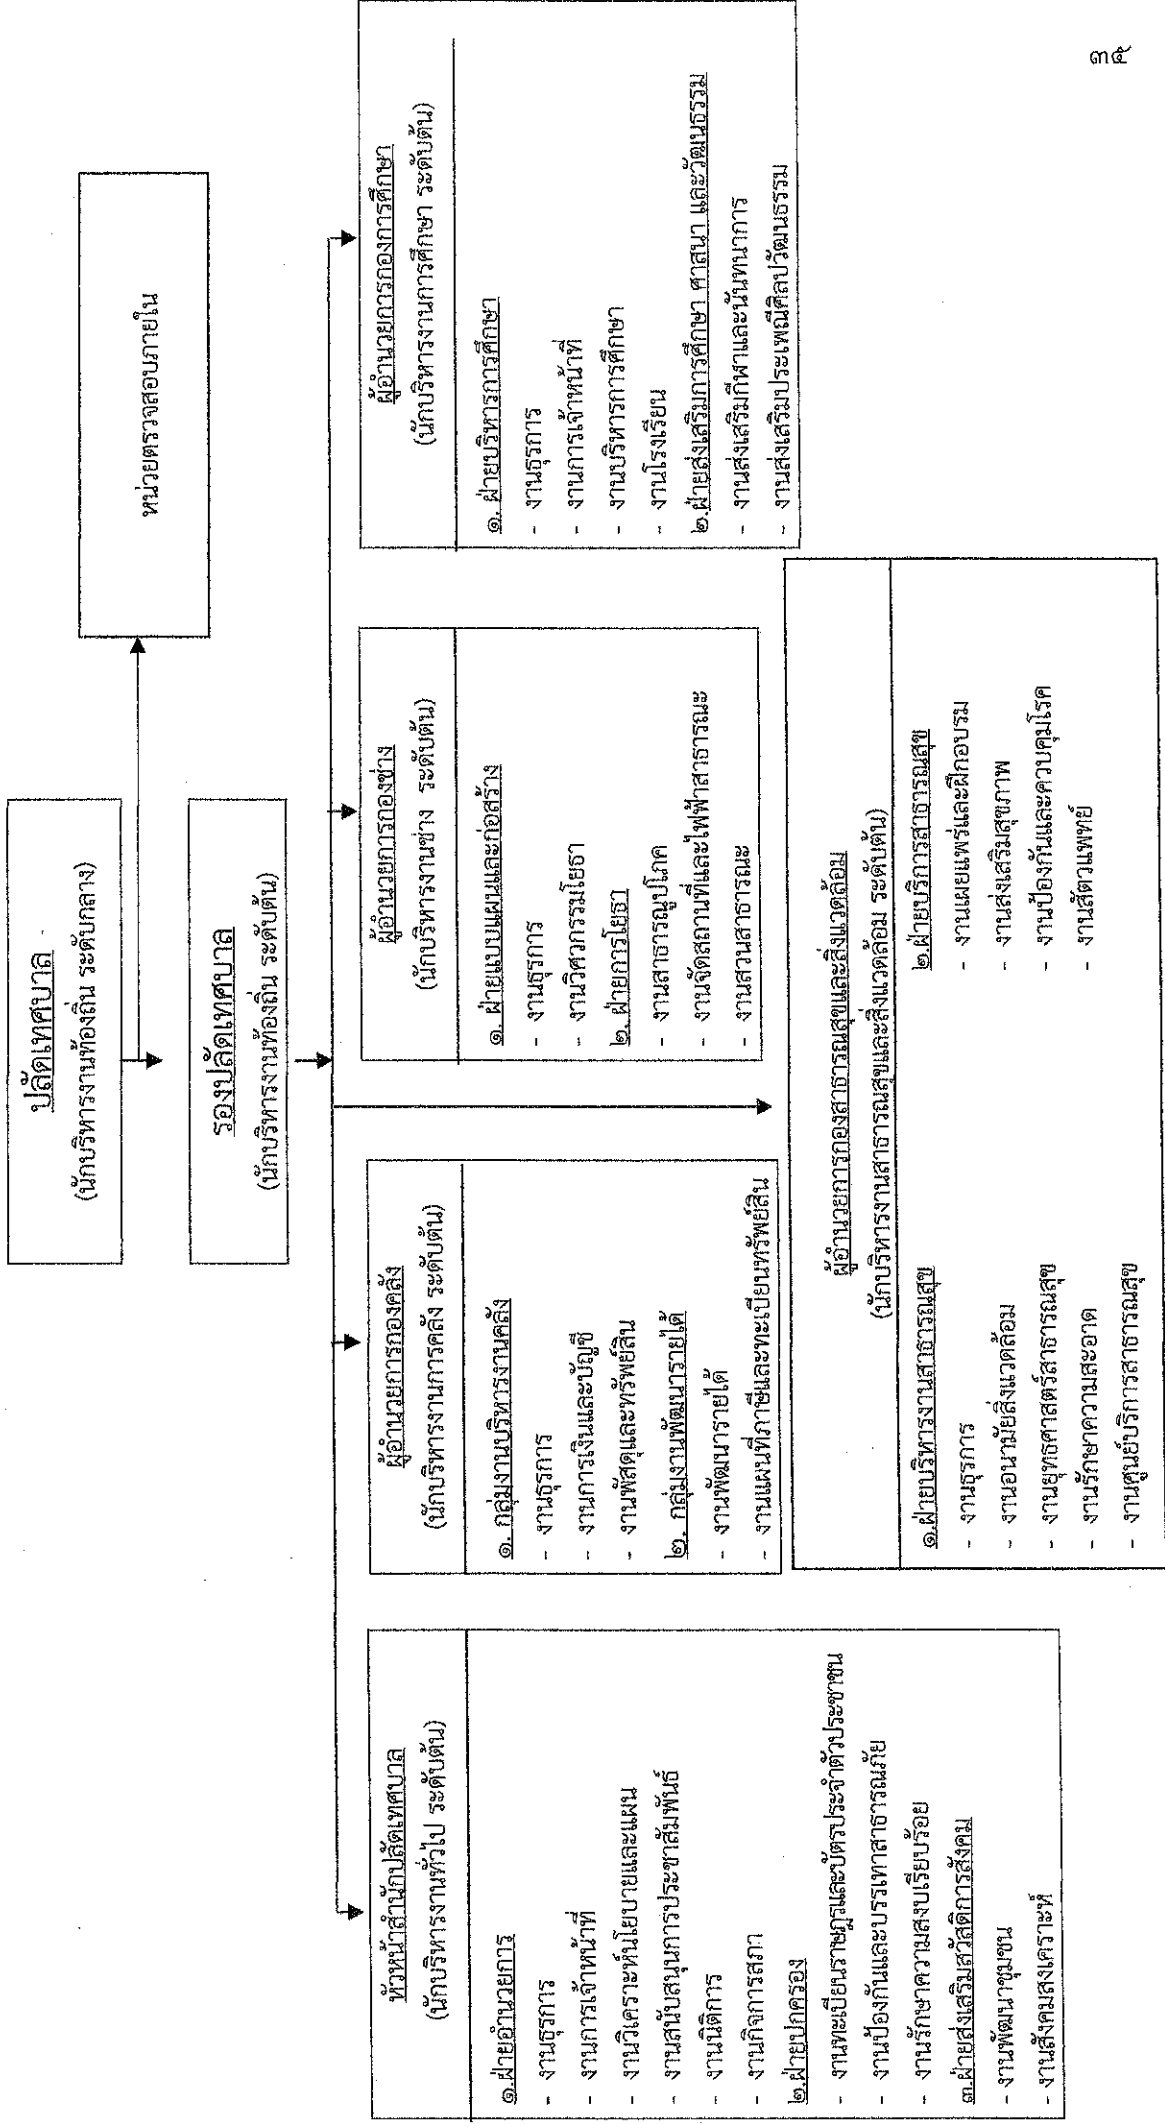 ปลัดเทศบาล
(นักบริหารงานท้องถิ่น ระดับกลาง)
หน่วยตรวจสอบภายใน
รองปลัดเทศบาล
(นักบริหารงานท้องถิ่น ระดับต้น)
หัวหน้าสำนักปลัดเทศบาล
(นักบริหารงานทั่วไป ระดับต้น)
๑.ฝ่ายอำนวยการ
- งานธุรการ
- งานการเจ้าหน้าที่
- งานวิเคราะห์นโยบายและแผน
- งานสนับสนุนการประชาสัมพันธ์
- งานนิติการ
- งานกิจการสภา
๒.ฝ่ายปกครอง
- งานทะเบียนราษฎรและบัตรประจำตัวประชาชน
- งานป้องกันและบรรเทาสาธารณภัย
- งานรักษาความสงบเรียบร้อย
๓.ฝ่ายส่งเสริมสวัสดิการสังคม
- งานพัฒนาชุมชน
- งานสังคมสงเคราะห์
ผู้อำนวยการกองคลัง
(นักบริหารงานการคลัง ระดับต้น)
๑. กลุ่มงานบริหารงานคลัง
- งานธุรการ
- งานการเงินและบัญชี
- งานพัสดุและทรัพย์สิน
๒. กลุ่มงานพัฒนารายได้
- งานพัฒนารายได้
- งานแผนที่ภาษีและทะเบียนทรัพย์สิน
ผู้อำนวยการกองช่าง
(นักบริหารงานช่าง ระดับต้น)
๑. ฝ่ายแบบแผนและก่อสร้าง
- งานธุรการ
- งานวิศวกรรมโยธา
๒. ฝ่ายการโยธา
- งานสาธารณูปโภค
- งานจัดสถานที่และไฟฟ้าสาธารณะ
- งานสวนสาธารณะ
ผู้อำนวยการกองการศึกษา
(นักบริหารงานการศึกษา ระดับต้น)
๑. ฝ่ายบริหารการศึกษา
- งานธุรการ
- งานการเจ้าหน้าที่
- งานบริหารการศึกษา
- งานโรงเรียน
๒.ฝ่ายส่งเสริมการศึกษา ศาสนา และวัฒนธรรม
- งานส่งเสริมกีฬาและนันทนาการ
- งานส่งเสริมประเพณีศิลปวัฒนธรรม
ผู้อำนวยการกองสาธารณสุขและสิ่งแวดล้อม
(นักบริหารงานสาธารณสุขและสิ่งแวดล้อม ระดับต้น)
๑.ฝ่ายบริหารงานสาธารณสุข
- งานธุรการ
- งานอนามัยสิ่งแวดล้อม
- งานยุทธศาสตร์สาธารณสุข
- งานรักษาความสะอาด
- งานศูนย์บริการสาธารณสุข
๒.ฝ่ายบริการสาธารณสุข
- งานเผยแพร่และฝึกอบรม
- งานส่งเสริมสุขภาพ
- งานป้องกันและควบคุมโรค
- งานสัตวแพทย์
๓๕